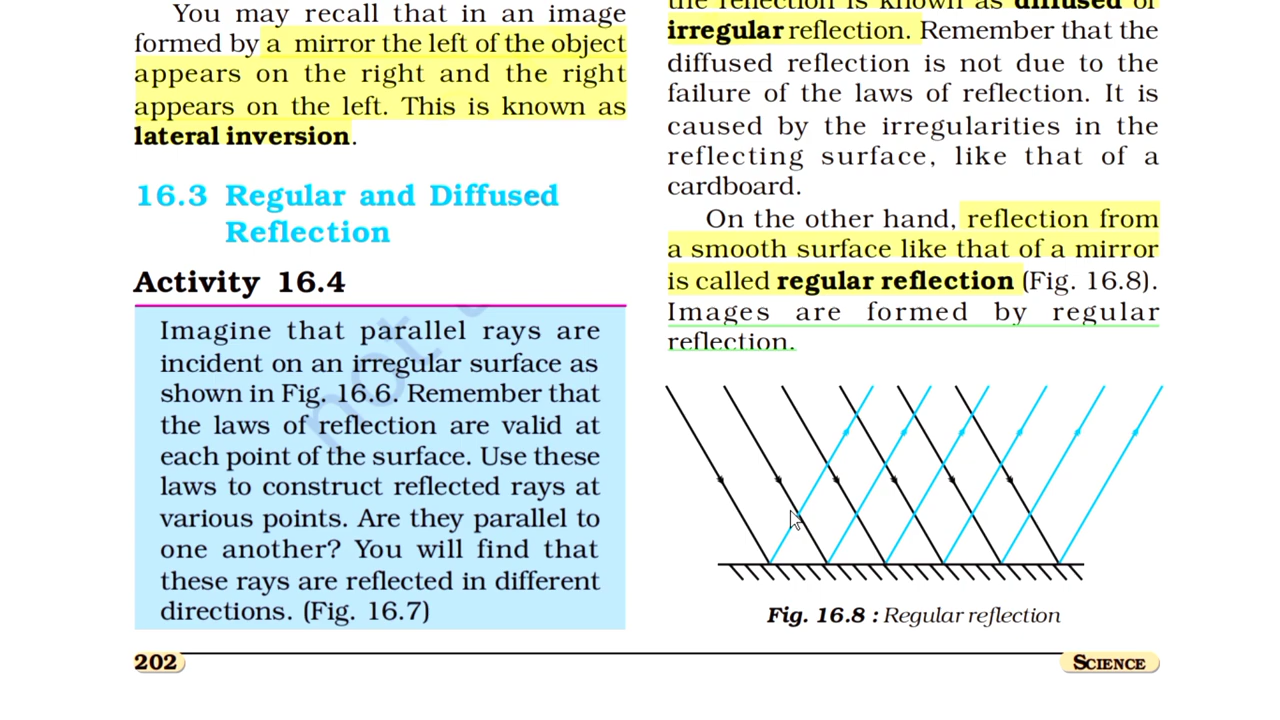 You may recall that in an image
formed by a mirror the left of the object
appears on the right and the right
appears on the left. This is known as
lateral inversion.
16.3 Regular and Diffused
Reflection
Activity 16.4
Imagine that parallel rays are
incident on an irregular surface as
shown in Fig. 16.6. Remember that
the laws of reflection are valid at
each point of the surface. Use these
laws to construct reflected rays at
various points. Are they parallel to
one another? You will find that
these rays are reflected in different
directions. (Fig. 16.7)
the reflection is known as diffused or
irregular reflection. Remember that the
diffused reflection is not due to the
failure of the laws of reflection. It is
caused by the irregularities in the
reflecting surface, like that of a
cardboard.
On the other hand, reflection from
a smooth surface like that of a mirror
is called regular reflection (Fig. 16.8).
Images are formed by regular
reflection.
Fig. 16.8 : Regular reflection
202
SCIENCE
not